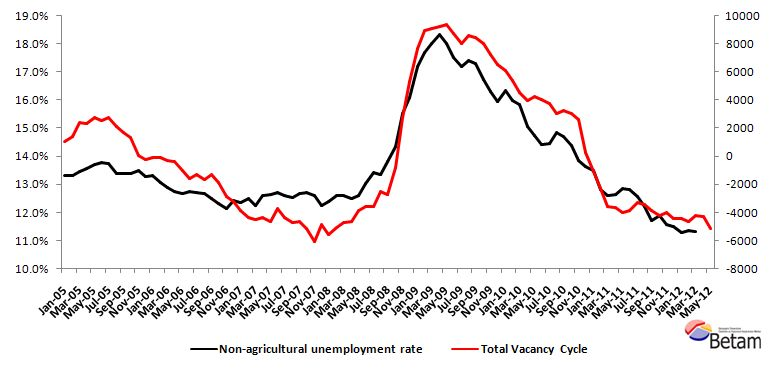 19.0%
18.0%
17.0%
16.0%
15.0%
14.0%
13.0%
12.0%
11.0%
10.0%
10000
8000
6000
4000
2000
0
-2000
-4000
-6000
-8000
Jan-05
Mar-05
May-05
Jul-05
Sep-05
Nov-05
Jan-06
Mar-06
May-06
Jul-06
Sep-06
Nov-06
Jan-07
Mar-07
May-07
Jul-07
Sep-07
Nov-07
Jan-08
Mar-08
May-08
Jul-08
Sep-08
Nov-08
Jan-09
Mar-09
May-09
Jul-09
Sep-09
Nov-09
Jan-10
Mar-10
May-10
Jul-10
Sep-10
Nov-10
Jan-11
Mar-11
May-11
Jul-11
Sep-11
Nov-11
Jan-12
Mar-12
May-12
Non-agricultural unemployment rate
Total Vacancy Cycle
Betam